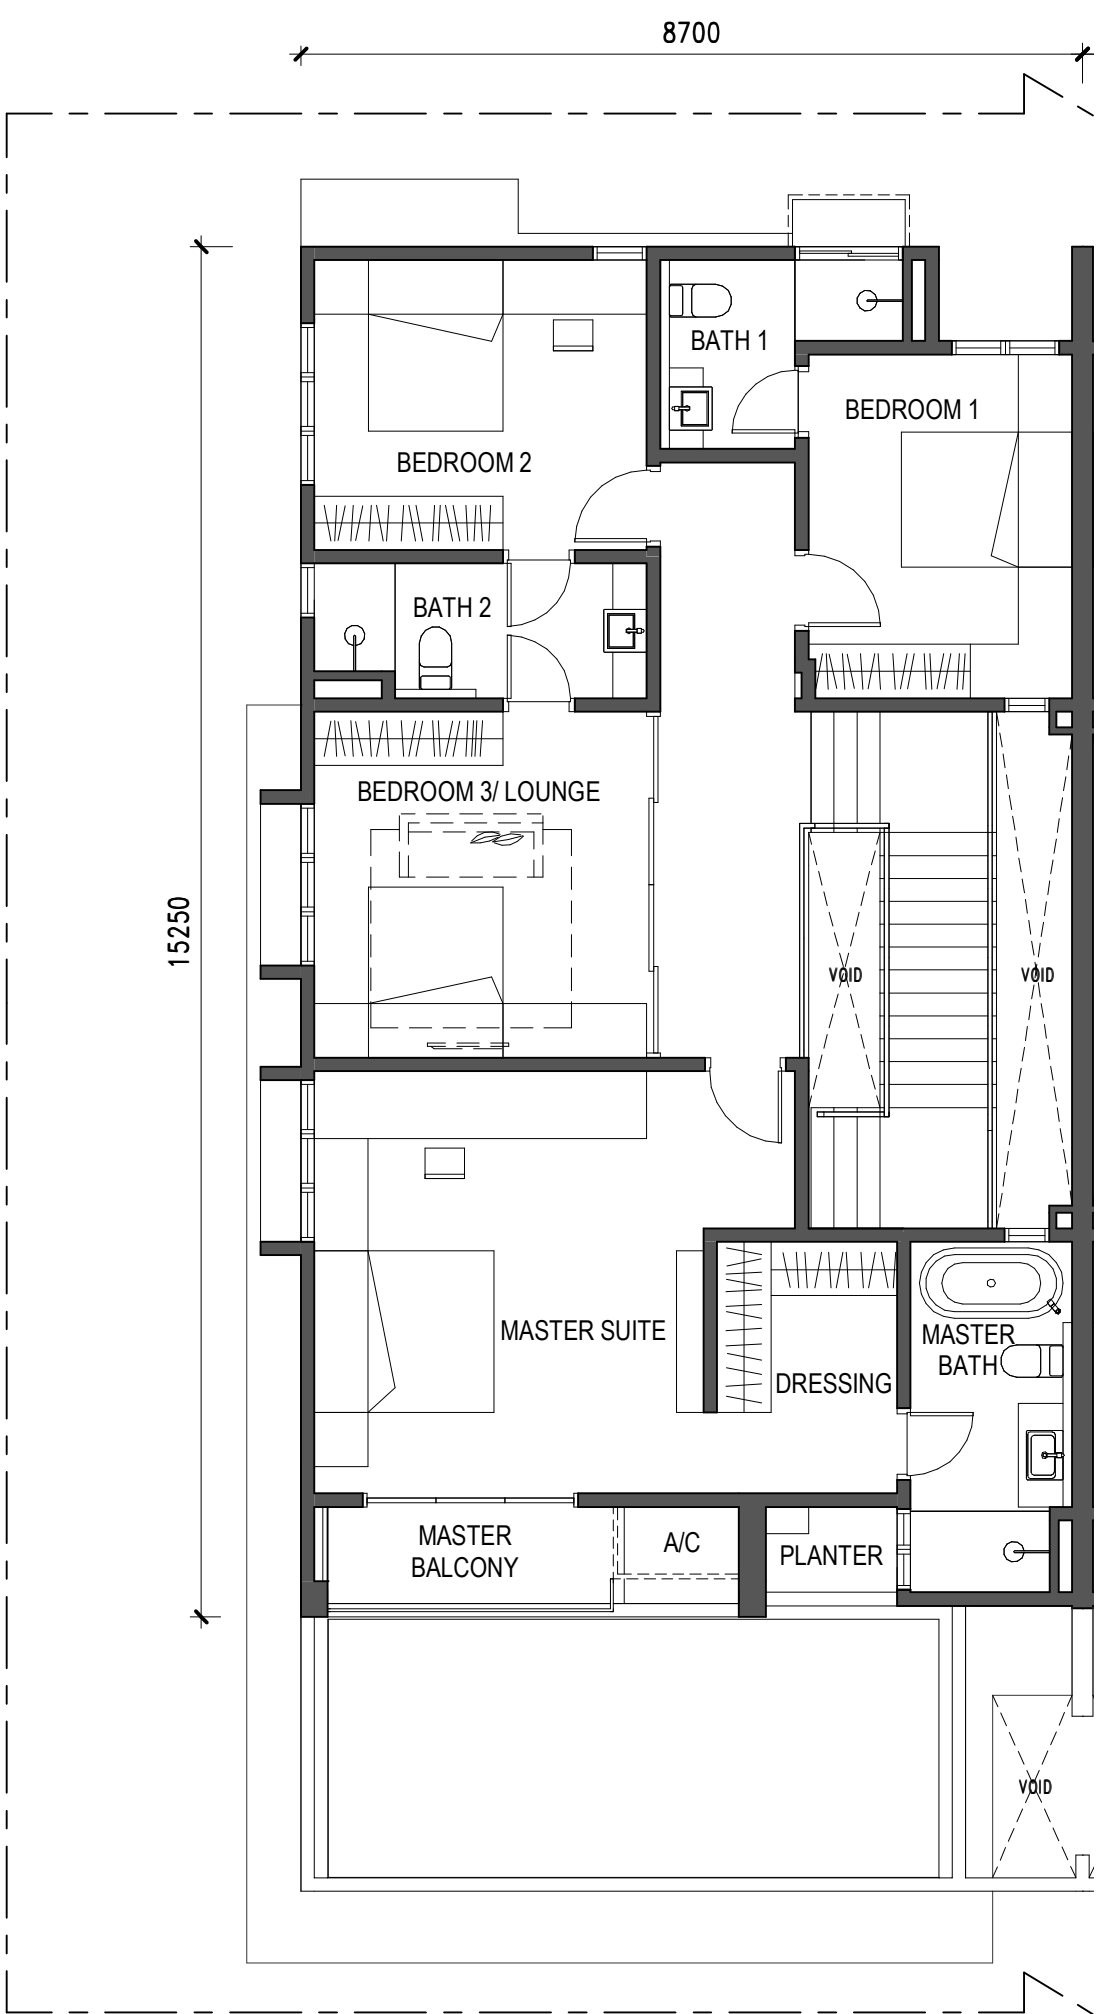 8700
BATH 1
BEDROOM 1
BEDROOM 2
BATH 2
BEDROOM 3/ LOUNGE
15250
VOID
VOID
MASTER SUITE
MASTER
BATH
DRESSING
MASTER
BALCONY
A/C
PLANTER
VOID